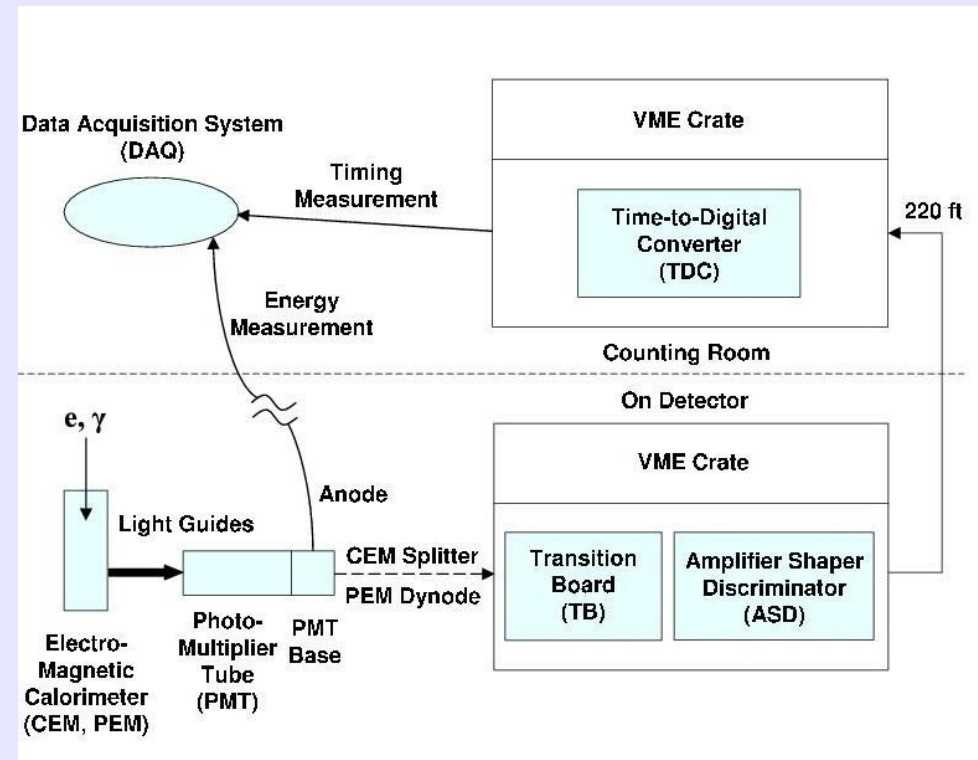 Data Acquisition System
(DAQ)
Timing
Measurement
VME Crate
Time-to-Digital
Converter
(TDC)
220 ft
Energy
Measurement
Counting Room
On Detector
e, γ
VME Crate
Anode
Light Guides
CEM Splitter
PEM Dynode
Transition
Board
(TB)
Amplifier Shaper
Discriminator
(ASD)
Electro-
Magnetic
Calorimeter
(CEM, PEM)
Photo-
Multiplier
Tube
(PMT)
PMT
Base